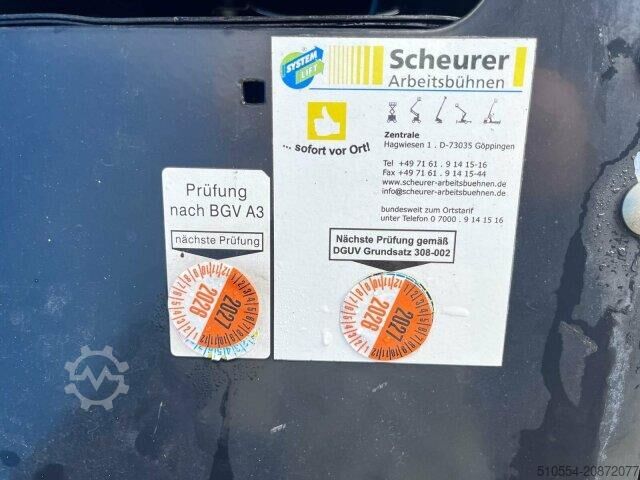 SYSTEM
LIFT
Scheurer
Arbeitsbühnen
... sofort vor Ort!
Zentrale
Hagwiesen 1 . D-73035 Göppingen
Tel +49 71 61 . 9 14 15-16
Fax +49 71 61 . 9 14 15-44
www.scheurer-arbeitsbuehnen.de
info@scheurer-arbeitsbuehnen.de
bundesweit zum Ortstarif
unter Telefon 0 7000 . 9 14 15 16
Prüfung
nach BGV A3
nächste Prüfung
Nächste Prüfung gemäß
DGUV Grundsatz 308-002
2027
2028
2027
2028
510554-20872077